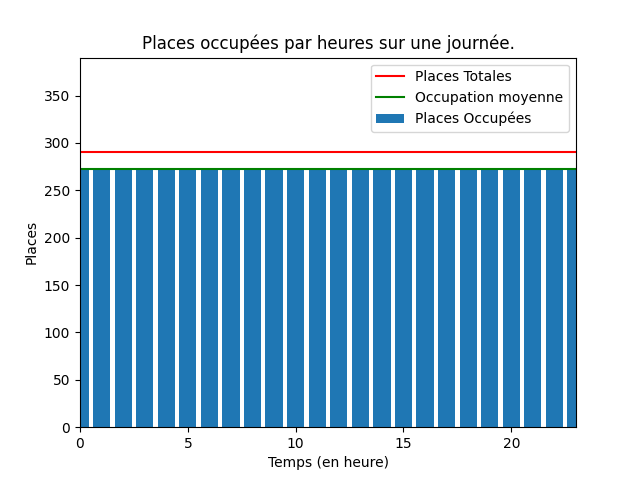 Places occupées par heures sur une journée.
Places Totales
Occupation moyenne
Places Occupées
350
300
250
200
150
100
50
0
Places
0 5 10 15 20
Temps (en heure)